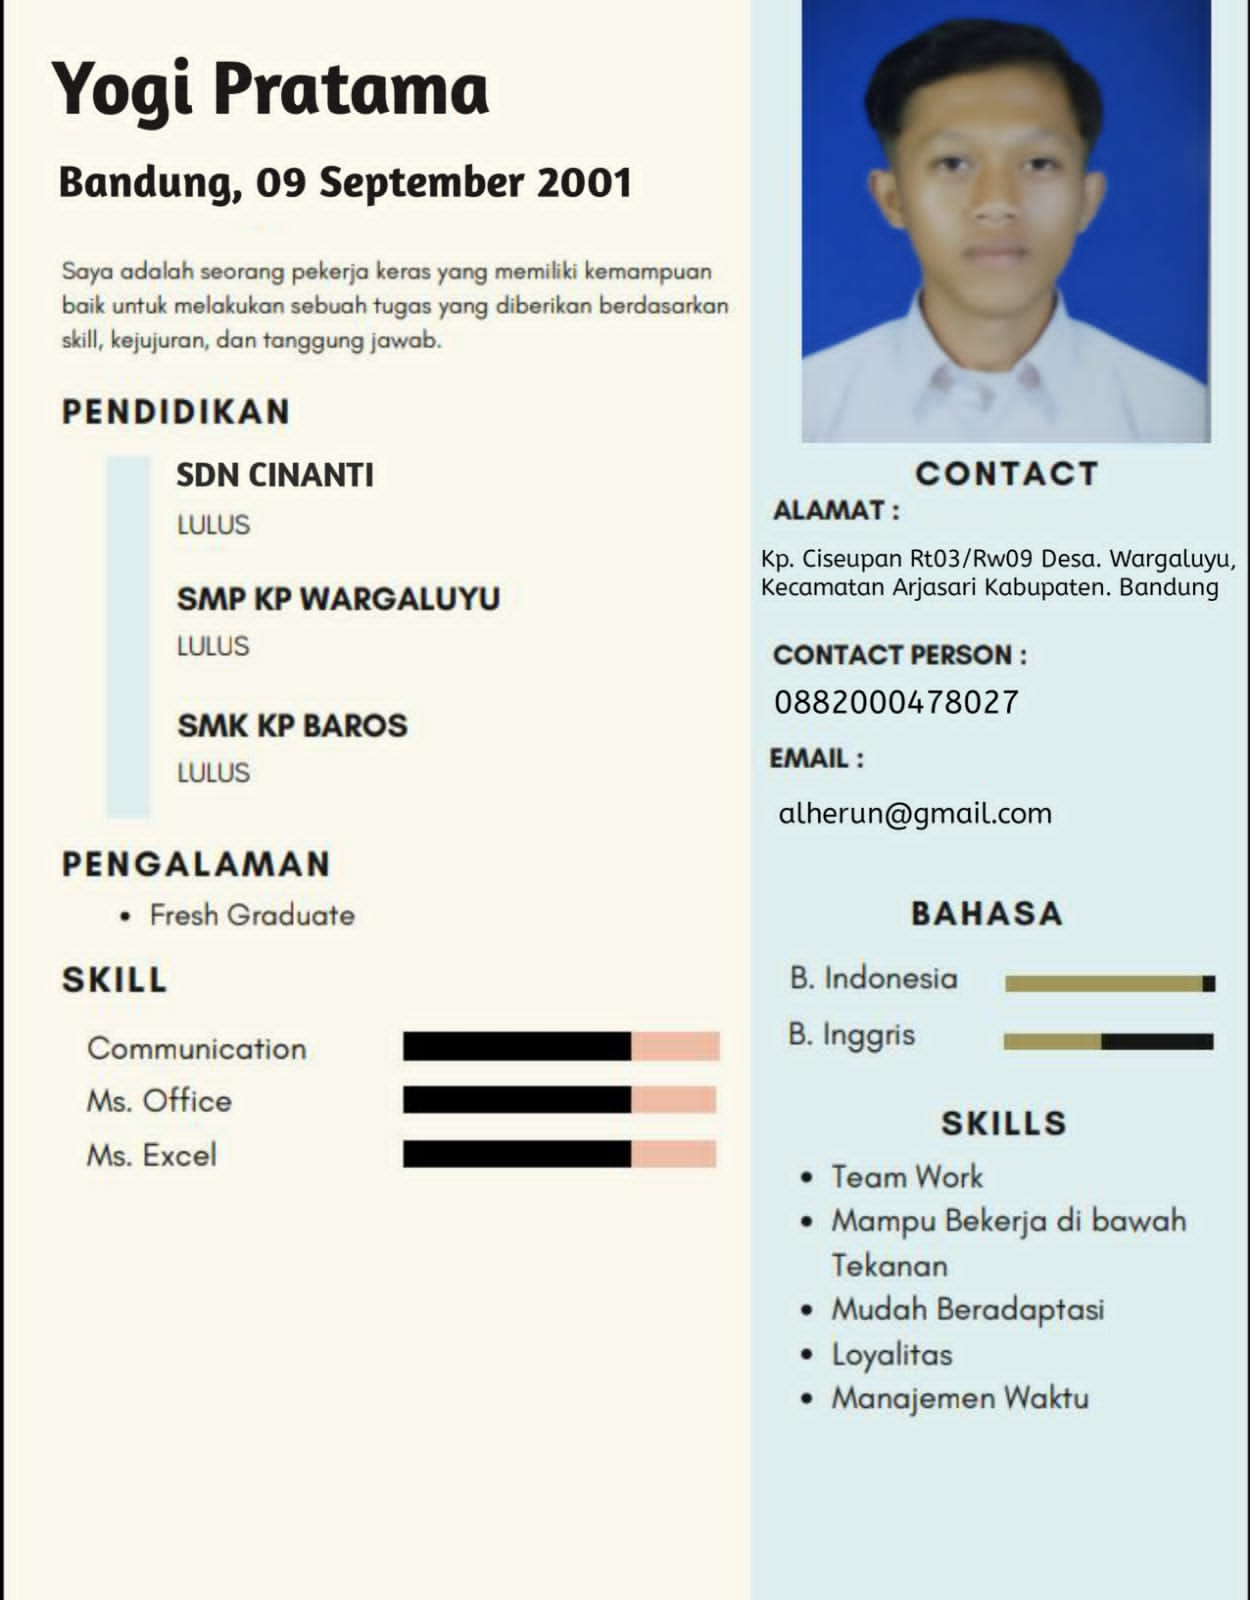 Yogi Pratama
Bandung, 09 September 2001
Saya adalah seorang pekerja keras yang memiliki kemampuan
baik untuk melakukan sebuah tugas yang diberikan berdasarkan
skill, kejujuran, dan tanggung jawab.
PENDIDIKAN
SDN CINANTI
LULUS
SMP KP WARGALUYU
LULUS
SMK KP BAROS
LULUS
PENGALAMAN
• Fresh Graduate
SKILL
Communication
Ms. Office
Ms. Excel
CONTACT
ALAMAT :
Kp. Ciseupan Rt03/Rw09 Desa. Wargaluyu,
Kecamatan Arjasari Kabupaten. Bandung
CONTACT PERSON :
0882000478027
EMAIL :
alherun@gmail.com
BAHASA
B. Indonesia
B. Inggris
SKILLS
• Team Work
• Mampu Bekerja di bawah
Tekanan
• Mudah Beradaptasi
• Loyalitas
• Manajemen Waktu